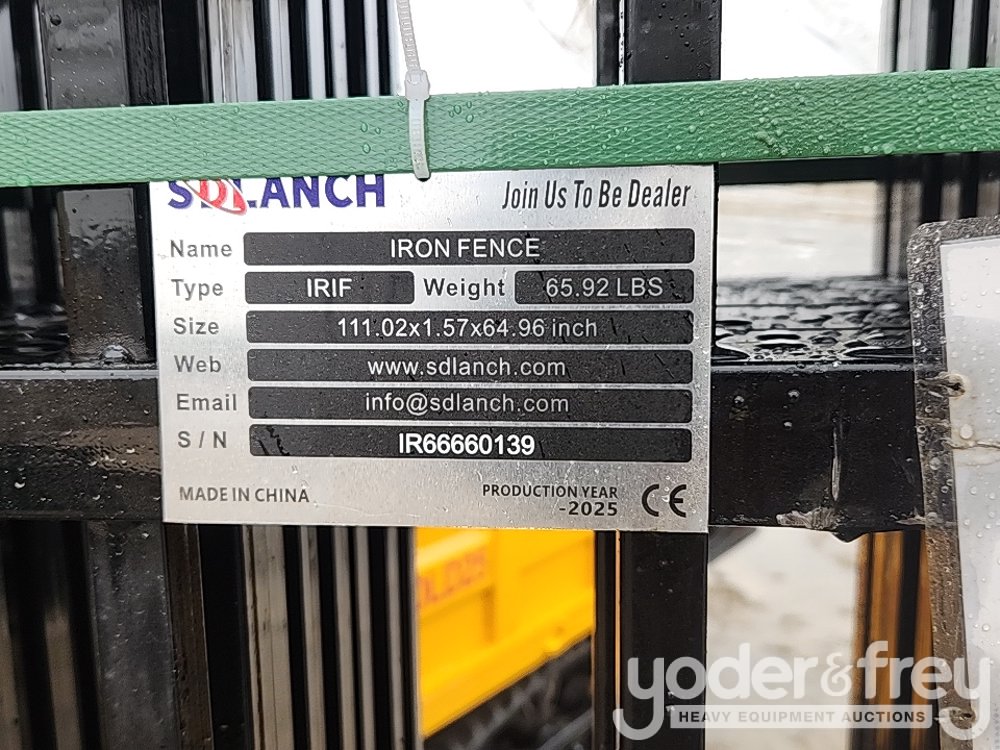 SDLANCH Join Us To Be Dealer
Name IRON FENCE
Type IRIF Weight 65.92 LBS
Size 111.02x1.57x64.96 inch
Web www.sdlanch.com
Email info@sdlanch.com
S/N IR66660139
MADE IN CHINA PRODUCTION YEAR
-2025 CE
yoder&frey
HEAVY EQUIPMENT AUCTIONS